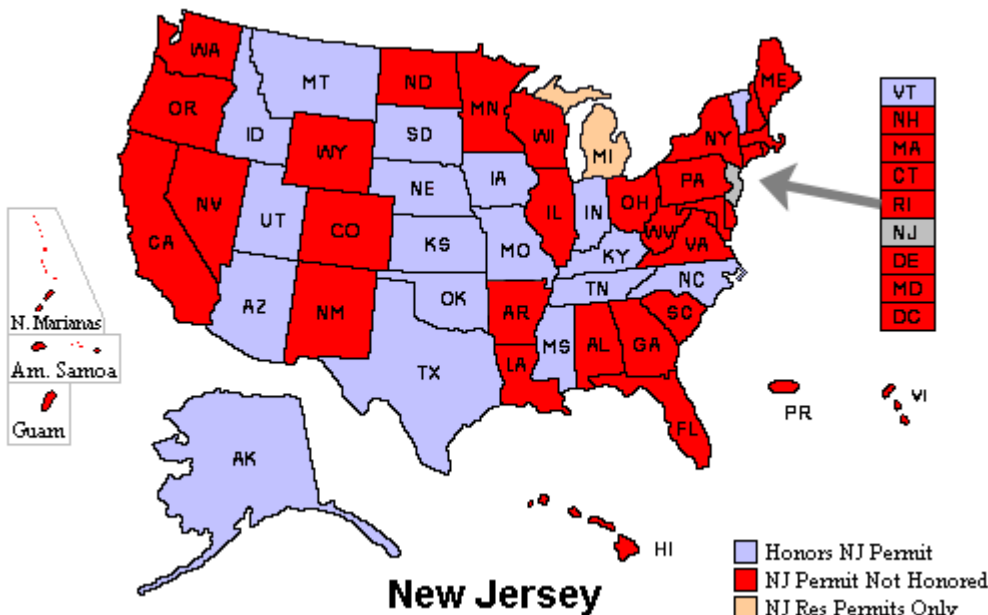 WA
MT
ND
MN
ME
VT
OR
ID
SD
WI
NY
NH
WY
MI
MA
NE
IA
PA
CT
NV
UT
IL
IN
OH
RI
CO
WV
VA
NJ
CA
KS
MO
KY
DE
AZ
NM
OK
AR
TN
NC
MD
SC
DC
TX
MS
AL
GA
LA
FL
N. Marianas
Am. Samoa
Guam
PR
VI
AK
HI
Honors NJ Permit
NJ Permit Not Honored
NJ Res Permits Only
New Jersey